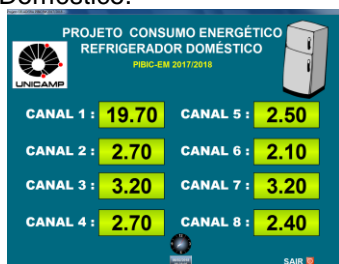 Doméstico.
PROJETO CONSUMO ENERGÉTICO
REFRIGERADOR DOMÉSTICO
PIBIC-EM 2017/2018
UNICAMP
CANAL 1 : 19.70 CANAL 5 : 2.50
CANAL 2 : 2.70 CANAL 6 : 2.10
CANAL 3 : 3.20 CANAL 7 : 3.20
CANAL 4 : 2.70 CANAL 8 : 2.40
SAIR